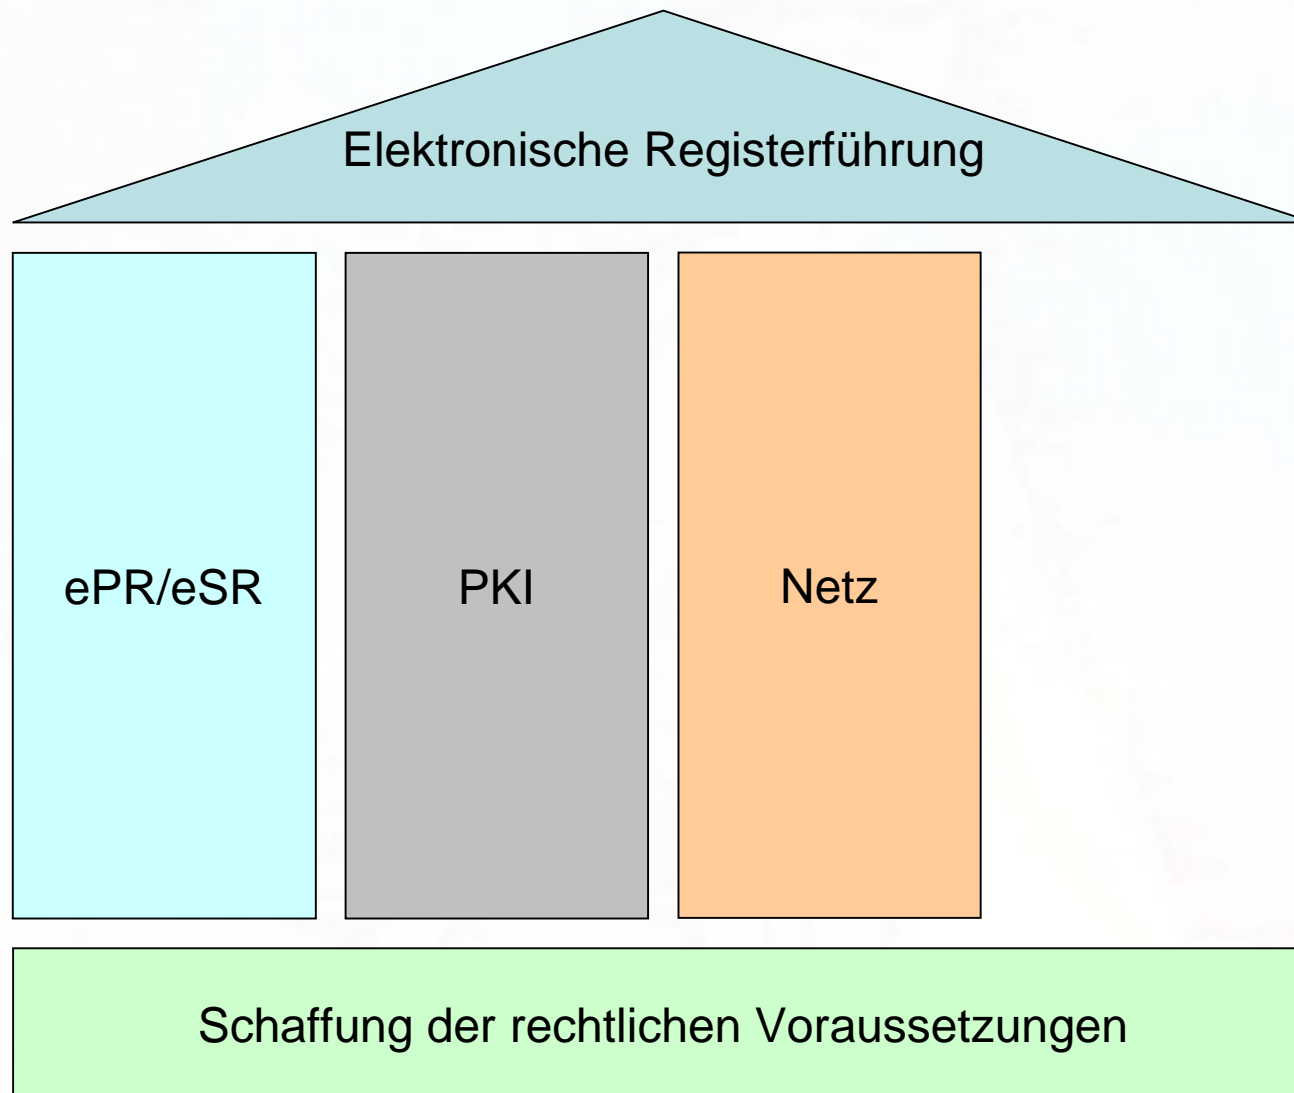 Elektronische Registerführung
ePR/eSR
PKI
Netz
Schaffung der rechtlichen Voraussetzungen